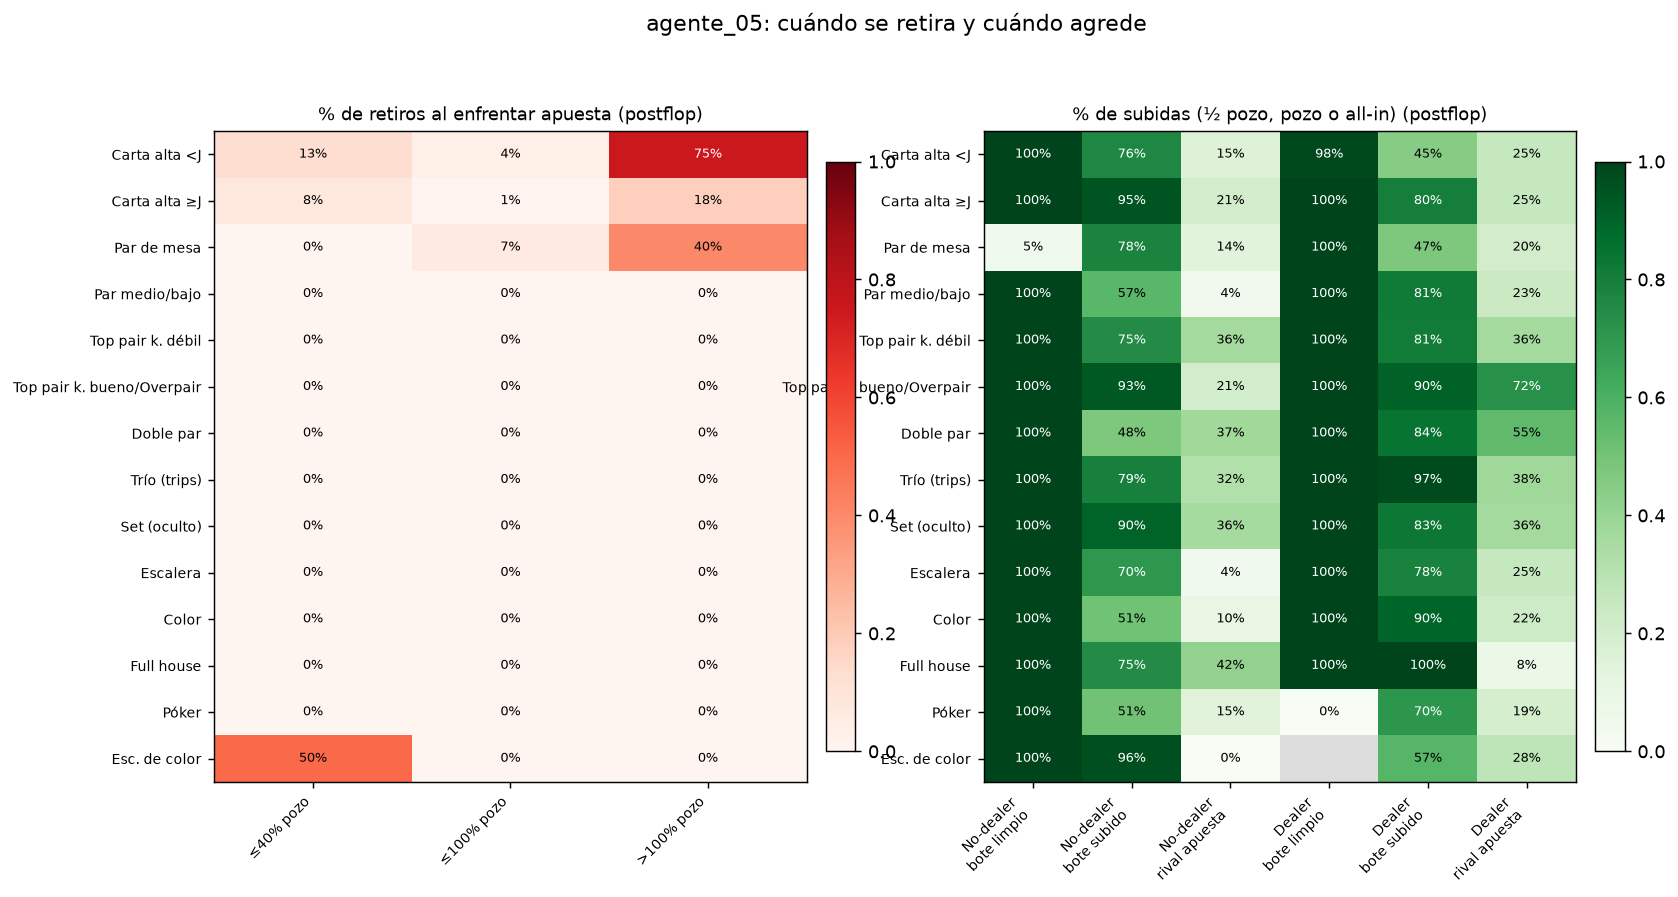 agente_05: cuándo se retira y cuándo agrede
% de retiros al enfrentar apuesta (postflop)
Carta alta <J 13% 4% 75%
Carta alta ≥J 8% 1% 18%
Par de mesa 0% 7% 40%
Par medio/bajo 0% 0% 0%
Top pair k. débil 0% 0% 0%
Top pair k. bueno/Overpair 0% 0% 0%
Doble par 0% 0% 0%
Trío (trips) 0% 0% 0%
Set (oculto) 0% 0% 0%
Escalera 0% 0% 0%
Color 0% 0% 0%
Full house 0% 0% 0%
Póker 0% 0% 0%
Esc. de color 50% 0% 0%
≤40% pozo
≤100% pozo
>100% pozo
1.0
0.8
0.6
0.4
0.2
0.0
% de subidas (½ pozo, pozo o all-in) (postflop)
Carta alta <J 100% 76% 15% 98% 45% 25%
Carta alta ≥J 100% 95% 21% 100% 80% 25%
Par de mesa 5% 78% 14% 100% 47% 20%
Par medio/bajo 100% 57% 4% 100% 81% 23%
Top pair k. débil 100% 75% 36% 100% 81% 36%
Top pa bueno/Overpair 100% 93% 21% 100% 90% 72%
Doble par 100% 48% 37% 100% 84% 55%
Trío (trips) 100% 79% 32% 100% 97% 38%
Set (oculto) 100% 90% 36% 100% 83% 36%
Escalera 100% 70% 4% 100% 78% 25%
Color 100% 51% 10% 100% 90% 22%
Full house 100% 75% 42% 100% 100% 8%
Póker 100% 51% 15% 0% 70% 19%
Esc. de color 100% 96% 0% 57% 28%
No-dealer
bote limpio
No-dealer
bote subido
No-dealer
rival apuesta
Dealer
bote limpio
Dealer
bote subido
Dealer
rival apuesta
1.0
0.8
0.6
0.4
0.2
0.0